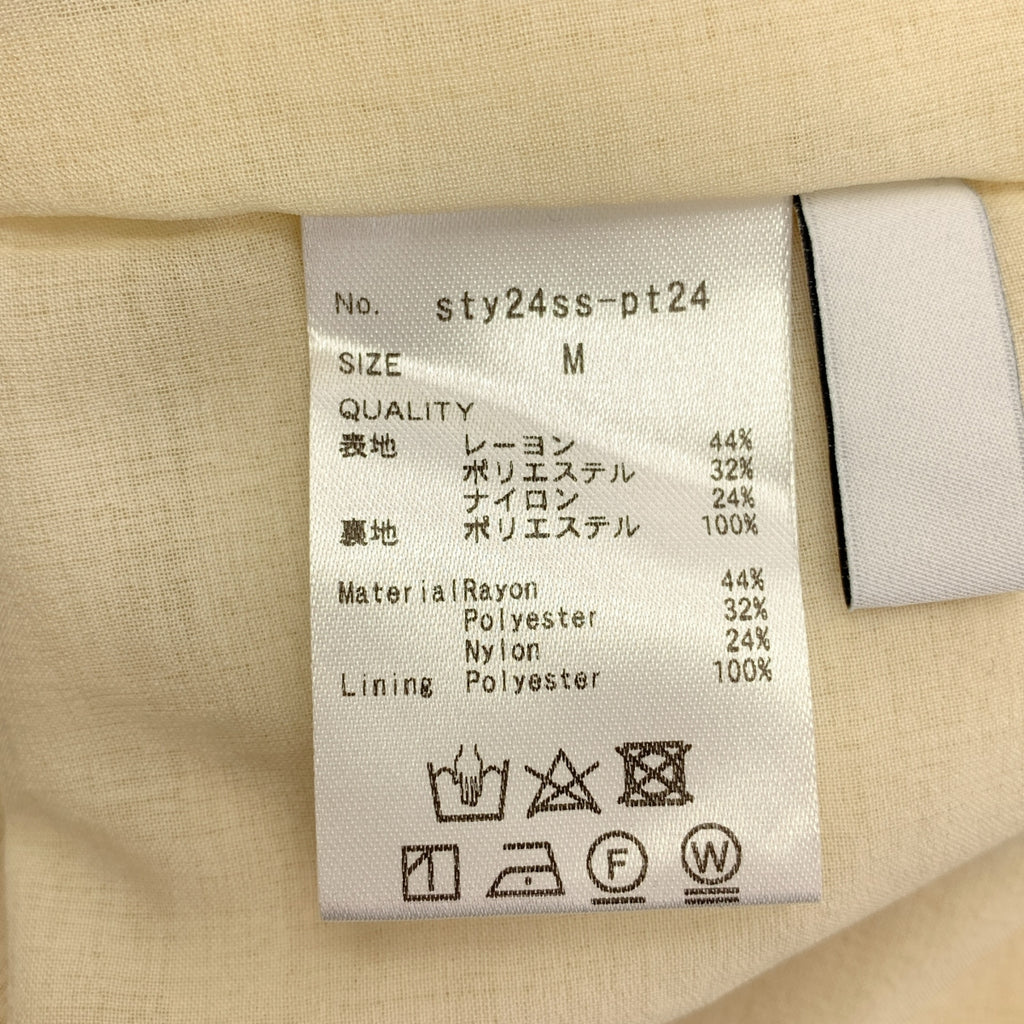 No. sty24ss-pt24
SIZE M
QUALITY
表地 レーヨン 44%
ポリエステル 32%
ナイロン 24%
裏地 ポリエステル 100%
Material Rayon 44%
Polyester 32%
Nylon 24%
Lining Polyester 100%
F W